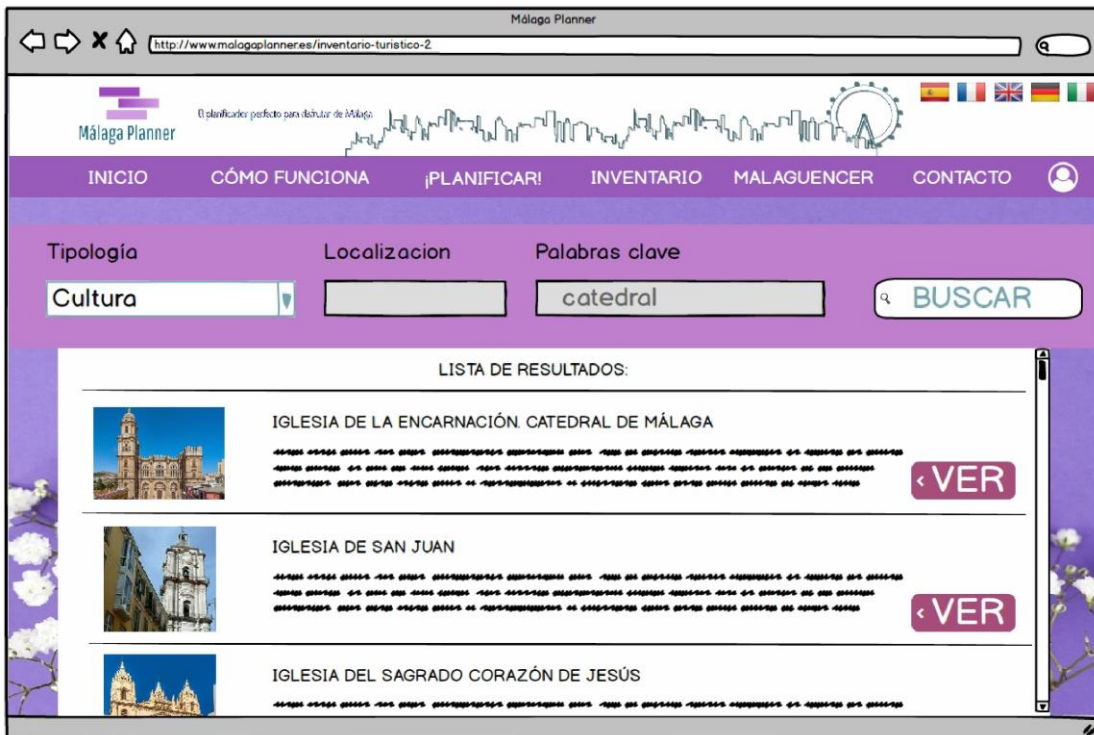 Málaga Planner
http://www.malagaplanner.es/inventario-turistico-2
Málaga Planner
El planificador perfecto para disfrutar de Málaga
INICIO CÓMO FUNCIONA ¡PLANIFICAR! INVENTARIO MALAGUENCER CONTACTO
Tipología Localizacion Palabras clave
Cultura catedral BUSCAR
LISTA DE RESULTADOS:
IGLESIA DE LA ENCARNACIÓN. CATEDRAL DE MÁLAGA
‹ VER
IGLESIA DE SAN JUAN
‹ VER
IGLESIA DEL SAGRADO CORAZÓN DE JESÚS